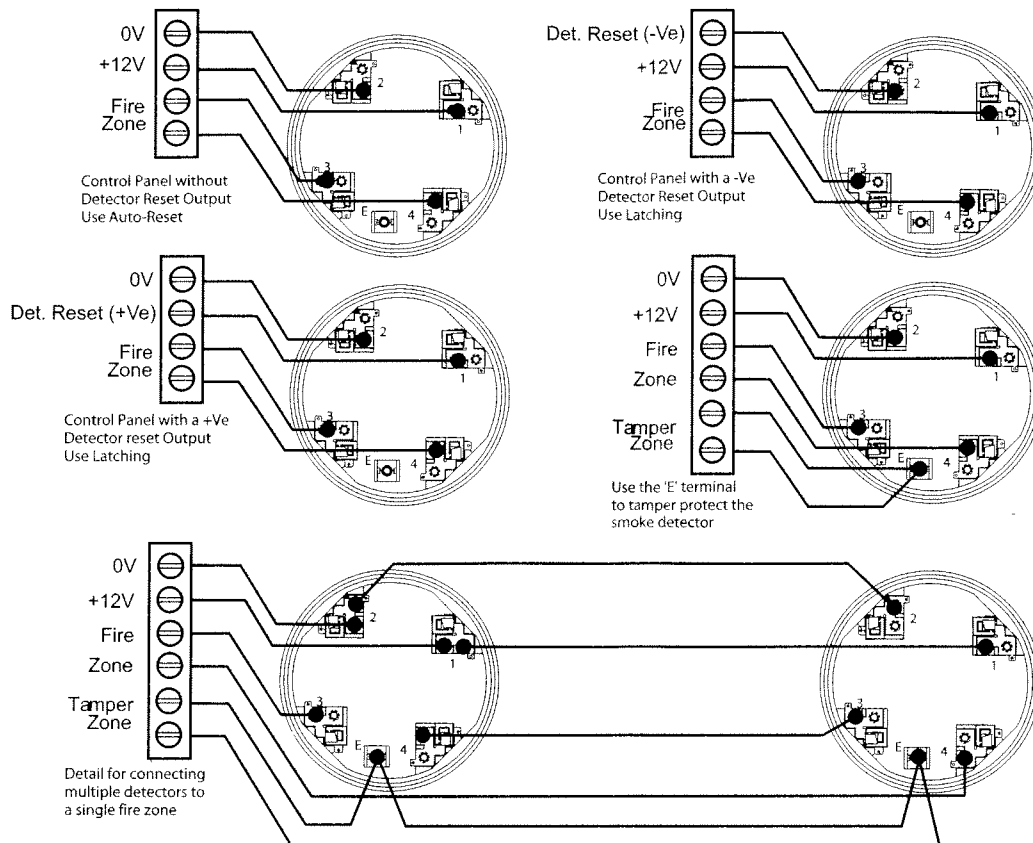 0V
+12V
Fire
Zone
2
1
3
4
E
Control Panel without
Detector Reset Output
Use Auto-Reset
Det. Reset (-Ve)
+12V
Fire
Zone
2
1
3
4
E
Control Panel with a -Ve
Detector Reset Output
Use Latching
0V
Det. Reset (+Ve)
Fire
Zone
2
1
3
4
E
Control Panel with a +Ve
Detector reset Output
Use Latching
0V
+12V
Fire
Zone
Tamper
Zone
2
1
3
4
E
Use the 'E' terminal
to tamper protect the
smoke detector
0V
+12V
Fire
Zone
Tamper
Zone
2
1
3
4
E
2
1
3
4
E
Detail for connecting
multiple detectors to
a single fire zone